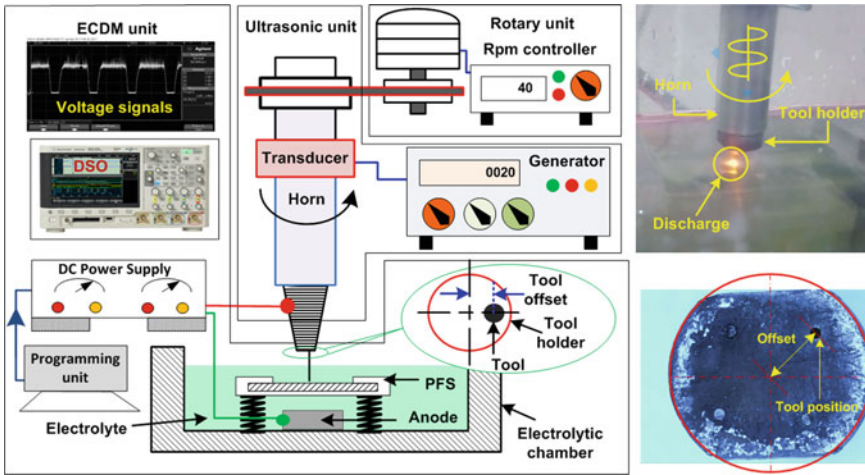 ECDM unit
Voltage signals
DSO
DC Power Supply
Programming
unit
Electrolyte
Ultrasonic unit
Transducer
Horn
Rotary unit
Rpm controller
40
Generator
0020
Tool
offset
Tool
holder
Tool
PFS
Anode
Electrolytic
chamber
Horn
Tool holder
Discharge
Offset
Tool position